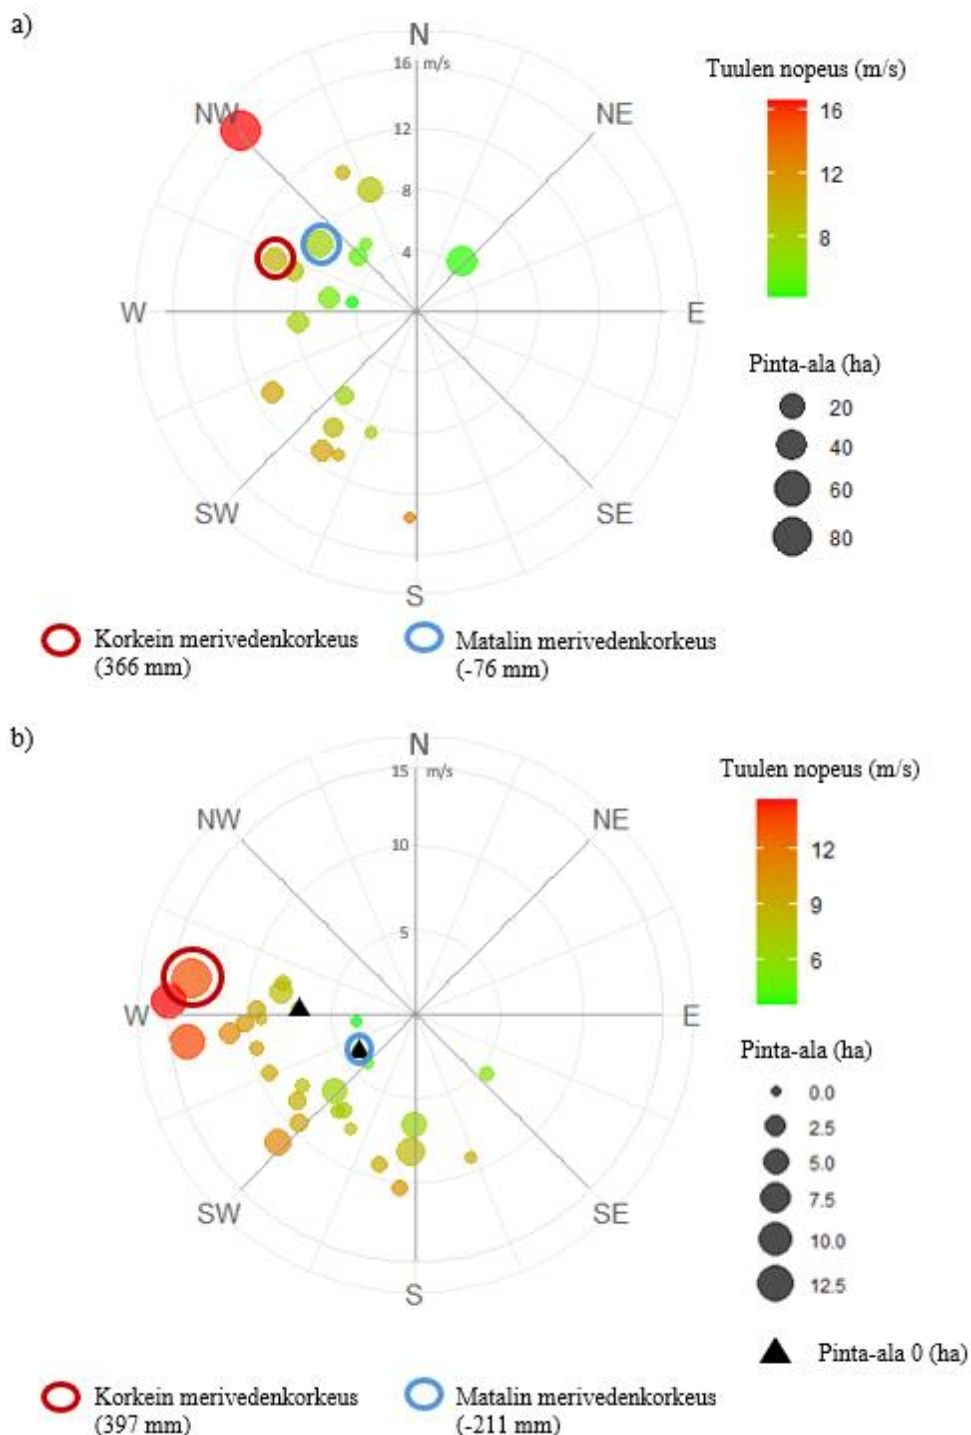 a)
N
16 m/s
Tuulen nopeus (m/s)
NW
NE
12
16
12
8
8
4
W
E
Pinta-ala (ha)
20
40
60
80
SW
SE
S
Korkein merivedenkorkeus
(366 mm)
Matalin merivedenkorkeus
(-76 mm)
b)
N
15 m/s
Tuulen nopeus (m/s)
NW
NE
10
12
9
6
5
W
E
Pinta-ala (ha)
0.0
2.5
5.0
7.5
10.0
12.5
SW
SE
S
Pinta-ala 0 (ha)
Korkein merivedenkorkeus
(397 mm)
Matalin merivedenkorkeus
(-211 mm)